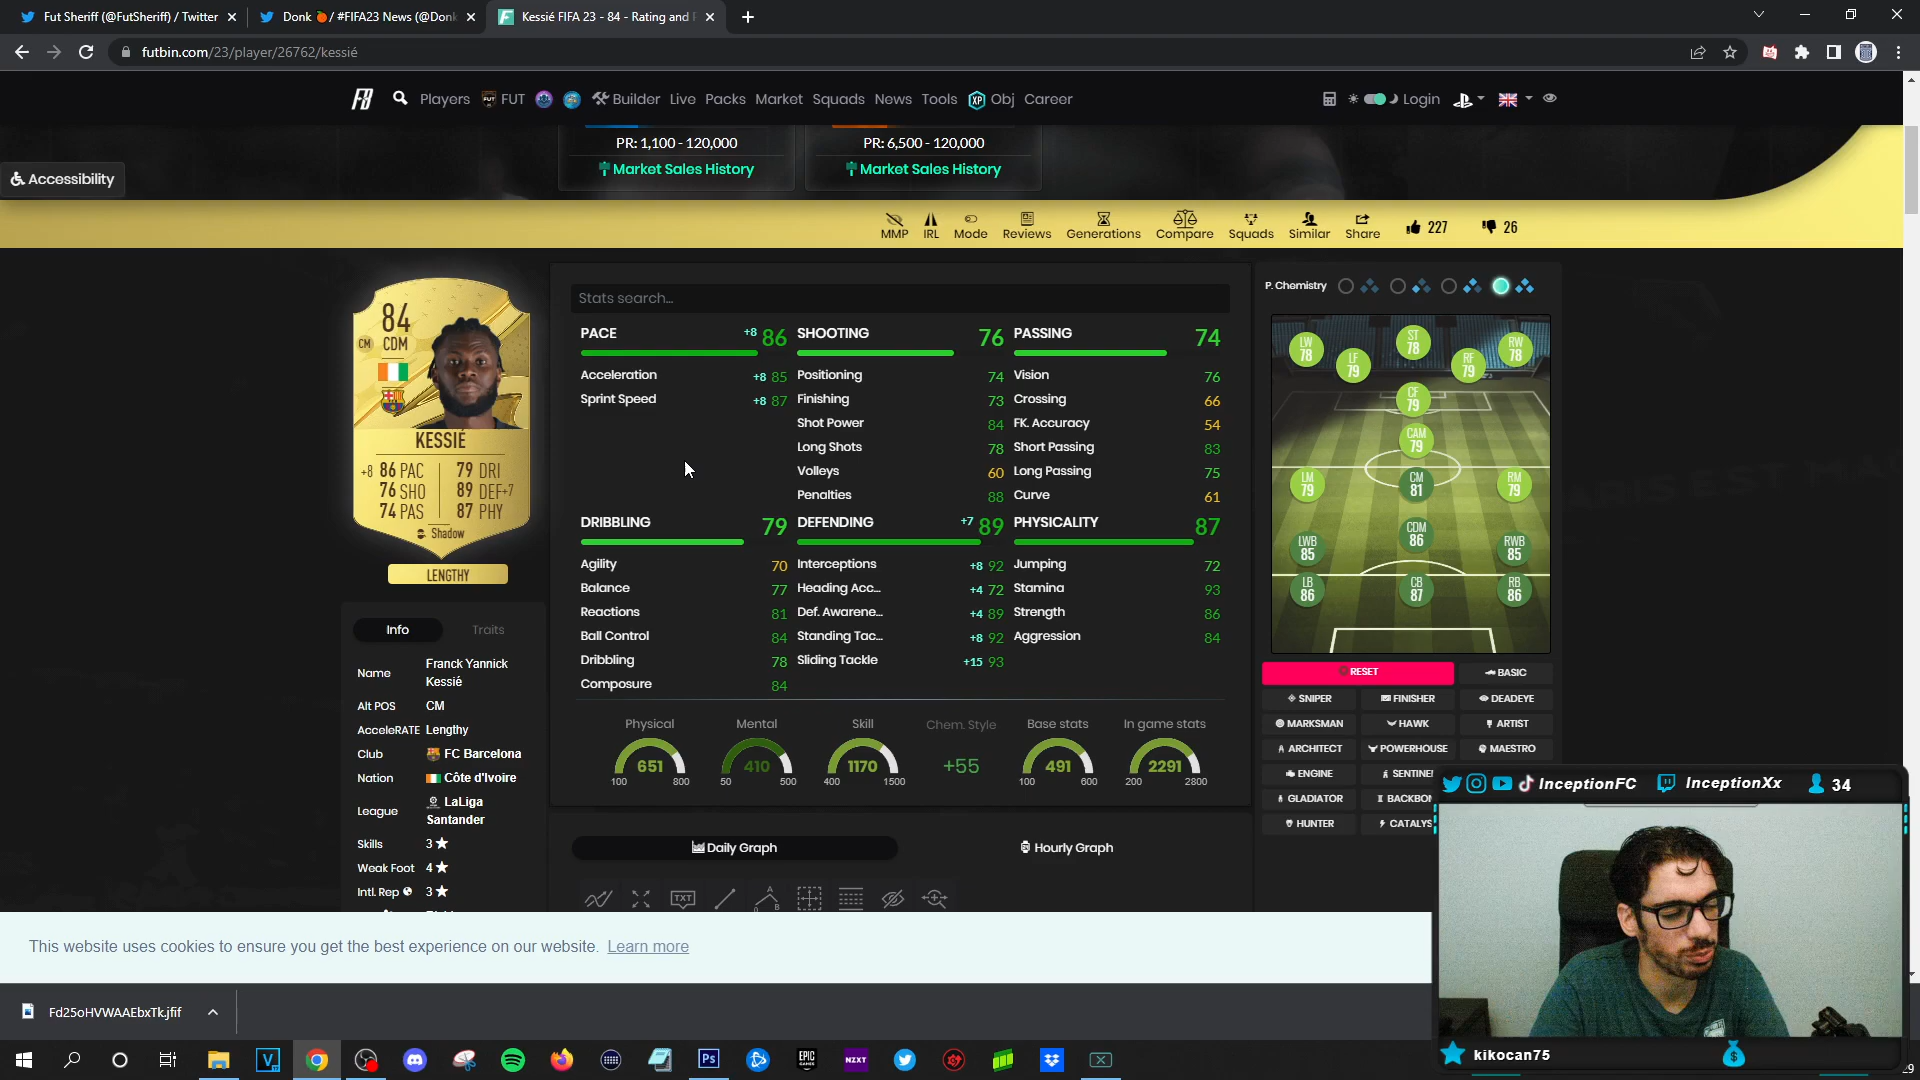 Fut Sheriff (@FutSheriff) / Twitter
Donk 🍊 / #FIFA23 News (@Donk
Kessié FIFA 23 - 84 - Rating and
futbin.com/23/player/26762/kessié
Players FUT Builder Live Packs Market Squads News Tools XP Obj Career Login
PR: 1,100 - 120,000
Market Sales History
PR: 6,500 - 120,000
Market Sales History
Accessibility
MMP IRL Mode Reviews Generations Compare Squads Similar Share 227 26
84
CDM
CM
KESSIÉ
+8 86 PAC 79 DRI
76 SHO 89 DEF+7
74 PAS 87 PHY
Shadow
LENGTHY
Info Traits
Name Franck Yannick Kessié
Alt POS CM
AcceleRATE Lengthy
Club FC Barcelona
Nation Côte d'Ivoire
League LaLiga Santander
Skills 3
Weak Foot 4
Intl. Rep 3
Stats search...
PACE +8 86
Acceleration +8 85
Sprint Speed +8 87
SHOOTING 76
Positioning 74
Finishing 73
Shot Power 84
Long Shots 78
Volleys 60
Penalties 88
PASSING 74
Vision 76
Crossing 66
FK. Accuracy 54
Short Passing 83
Long Passing 75
Curve 61
DRIBBLING 79
Agility 70
Balance 77
Reactions 81
Ball Control 84
Dribbling 78
Composure 84
DEFENDING +7 89
Interceptions +8 92
Heading Acc... +4 72
Def. Awarene... +4 89
Standing Tac... +8 92
Sliding Tackle +15 93
PHYSICALITY 87
Jumping 72
Stamina 93
Strength 86
Aggression 84
Physical Mental Skill Chem. Style Base stats In game stats
651 410 1170 +55 491 2291
100 800 50 500 400 1500 100 600 200 2800
Daily Graph Hourly Graph
TXT
P. Chemistry
LW 78
ST 78
RW 78
LF 79
RF 79
CF 79
CAM 79
LM 79
CM 81
RM 79
CDM 86
LWB 85
RWB 85
LB 86
CB 87
RB 86
RESET BASIC
SNIPER FINISHER DEADEYE
MARKSMAN HAWK ARTIST
ARCHITECT POWERHOUSE MAESTRO
ENGINE SENTINE
GLADIATOR BACKBON
HUNTER CATALYS
InceptionFC InceptionXx 34
kikocan75
This website uses cookies to ensure you get the best experience on our website. Learn more
Fd25oHVWAAEbxTk.jfif
V
Ps
EPIC GAMES
NZXT
29